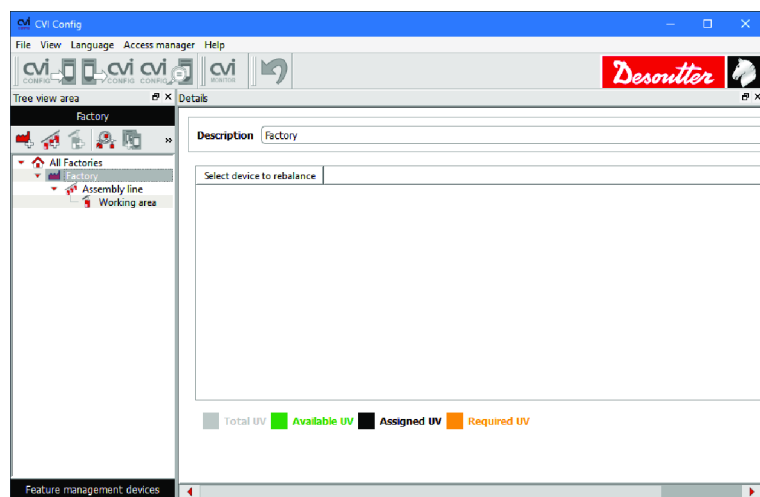 cvi CVI Config
File View Language Access manager Help
cvi CONFIG cvi CONFIG cvi CONFIG cvi MONITOR Desoutter
Tree view area Details
Factory
Description Factory
»
All Factories
Factory
Select device to rebalance
Assembly line
Working area
Total UV Available UV Assigned UV Required UV
Feature management devices